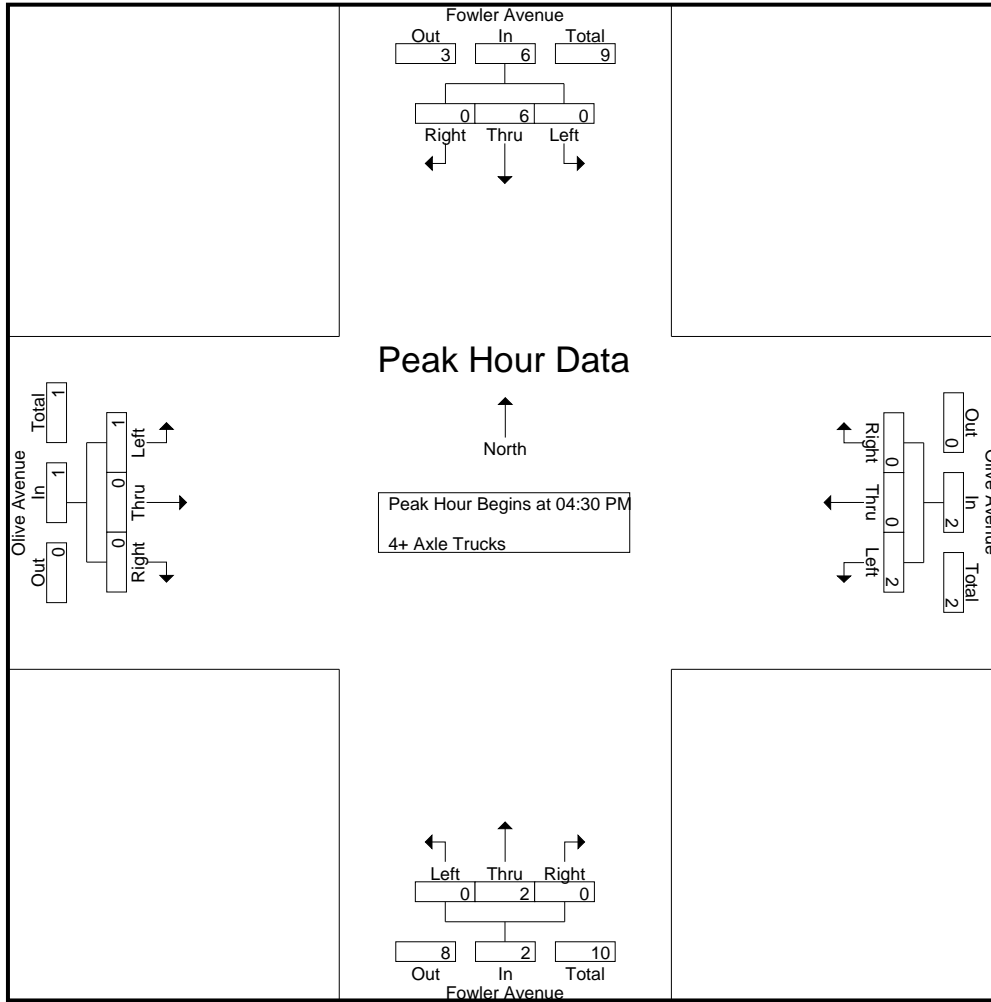 Fowler Avenue
Out In Total
3 6 9
0 6 0
Right Thru Left
Peak Hour Data
North
Peak Hour Begins at 04:30 PM
4+ Axle Trucks
Olive Avenue
Total In Out
1 1 0
1 0 0
Left Thru Right
Right Thru Left
0 0 2
Out In Total
0 2 2
Olive Avenue
Left Thru Right
0 2 0
8 2 10
Out In Total
Fowler Avenue